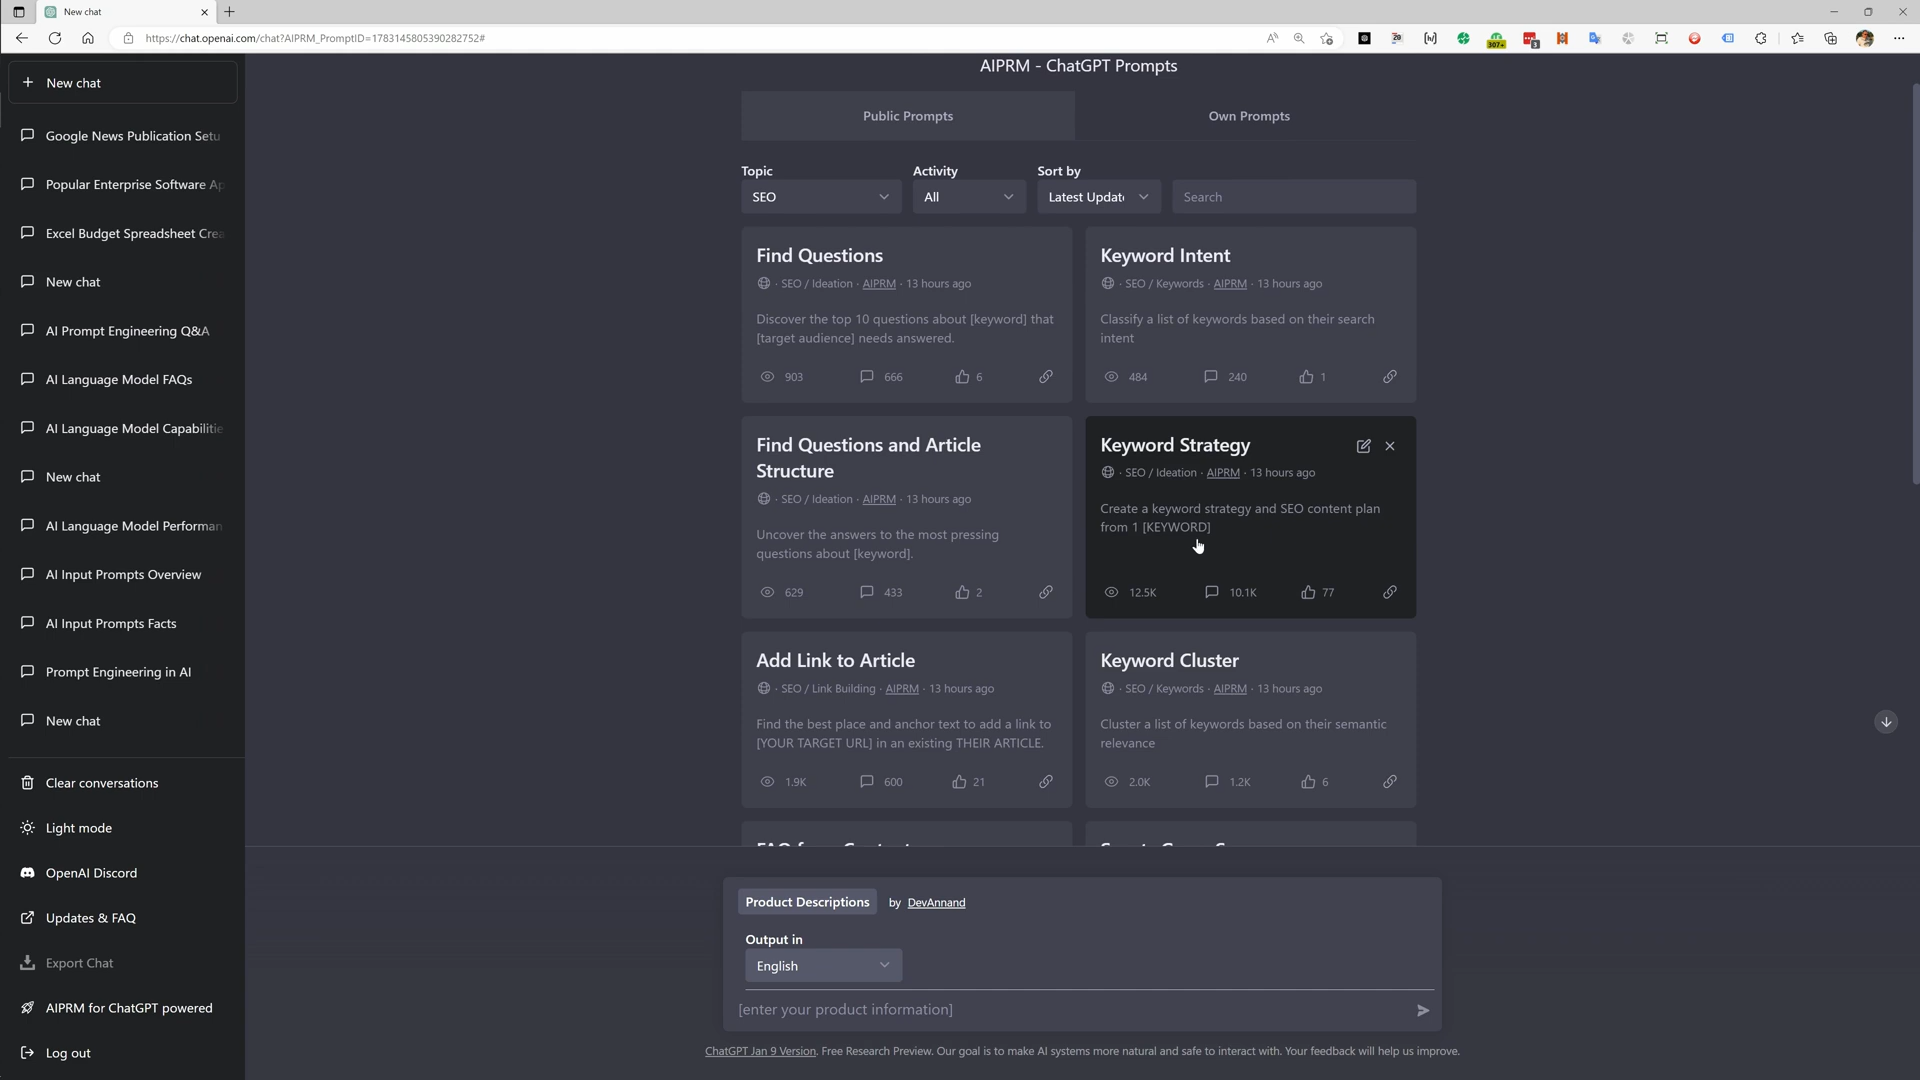 New chat
https://chat.openai.com/chat?AIPRM_PromptID=1783145805390282752#
307+
3
New chat
Google News Publication Setu
Popular Enterprise Software Ap
Excel Budget Spreadsheet Crea
New chat
AI Prompt Engineering Q&A
AI Language Model FAQs
AI Language Model Capabilitie
New chat
AI Language Model Performan
AI Input Prompts Overview
AI Input Prompts Facts
Prompt Engineering in AI
New chat
Clear conversations
Light mode
OpenAI Discord
Updates & FAQ
Export Chat
AIPRM for ChatGPT powered
Log out
AIPRM - ChatGPT Prompts
Public Prompts
Own Prompts
Topic
Activity
Sort by
SEO
All
Latest Update
Search
Find Questions
SEO / Ideation · AIPRM · 13 hours ago
Discover the top 10 questions about [keyword] that
[target audience] needs answered.
903
666
6
Keyword Intent
SEO / Keywords · AIPRM · 13 hours ago
Classify a list of keywords based on their search
intent
484
240
1
Find Questions and Article
Structure
SEO / Ideation · AIPRM · 13 hours ago
Uncover the answers to the most pressing
questions about [keyword].
629
433
2
Keyword Strategy
SEO / Ideation · AIPRM · 13 hours ago
Create a keyword strategy and SEO content plan
from 1 [KEYWORD]
12.5K
10.1K
77
Add Link to Article
SEO / Link Building · AIPRM · 13 hours ago
Find the best place and anchor text to add a link to
[YOUR TARGET URL] in an existing THEIR ARTICLE.
1.9K
600
21
Keyword Cluster
SEO / Keywords · AIPRM · 13 hours ago
Cluster a list of keywords based on their semantic
relevance
2.0K
1.2K
6
Product Descriptions by DevAnnand
Output in
English
[enter your product information]
ChatGPT Jan 9 Version. Free Research Preview. Our goal is to make AI systems more natural and safe to interact with. Your feedback will help us improve.